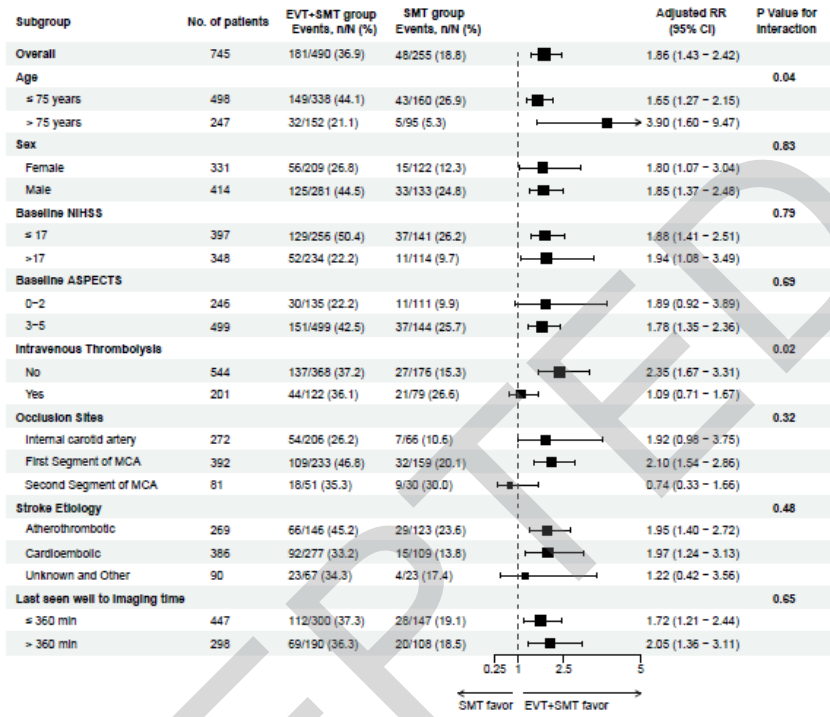 Subgroup No. of patients EVT+SMT group Events, n/N (%) SMT group Events, n/N (%) Adjusted RR (95% CI) P Value for Interaction
Overall 745 181/490 (36.9) 48/255 (18.8) 1.86 (1.43 − 2.42)
Age 0.04
≤ 75 years 498 149/338 (44.1) 43/160 (26.9) 1.65 (1.27 − 2.15)
> 75 years 247 32/152 (21.1) 5/95 (5.3) 3.90 (1.60 − 9.47)
Sex 0.83
Female 331 56/209 (26.8) 15/122 (12.3) 1.80 (1.07 − 3.04)
Male 414 125/281 (44.5) 33/133 (24.8) 1.85 (1.37 − 2.48)
Baseline NIHSS 0.79
≤ 17 397 129/256 (50.4) 37/141 (26.2) 1.88 (1.41 − 2.51)
>17 348 52/234 (22.2) 11/114 (9.7) 1.94 (1.08 − 3.49)
Baseline ASPECTS 0.69
0−2 246 30/135 (22.2) 11/111 (9.9) 1.89 (0.92 − 3.89)
3−5 499 151/499 (42.5) 37/144 (25.7) 1.78 (1.35 − 2.36)
Intravenous Thrombolysis 0.02
No 544 137/368 (37.2) 27/176 (15.3) 2.35 (1.67 − 3.31)
Yes 201 44/122 (36.1) 21/79 (26.6) 1.09 (0.71 − 1.67)
Occlusion Sites 0.32
Internal carotid artery 272 54/206 (26.2) 7/66 (10.6) 1.92 (0.98 − 3.75)
First Segment of MCA 392 109/233 (46.8) 32/159 (20.1) 2.10 (1.54 − 2.86)
Second Segment of MCA 81 18/51 (35.3) 9/30 (30.0) 0.74 (0.33 − 1.66)
Stroke Etiology 0.48
Atherothrombotic 269 66/146 (45.2) 29/123 (23.6) 1.95 (1.40 − 2.72)
Cardioembolic 386 92/277 (33.2) 15/109 (13.8) 1.97 (1.24 − 3.13)
Unknown and Other 90 23/67 (34.3) 4/23 (17.4) 1.22 (0.42 − 3.56)
Last seen well to imaging time 0.65
≤ 360 min 447 112/300 (37.3) 28/147 (19.1) 1.72 (1.21 − 2.44)
> 360 min 298 69/190 (36.3) 20/108 (18.5) 2.05 (1.36 − 3.11)
0.25 1 2.5 5
SMT favor EVT+SMT favor
PTED